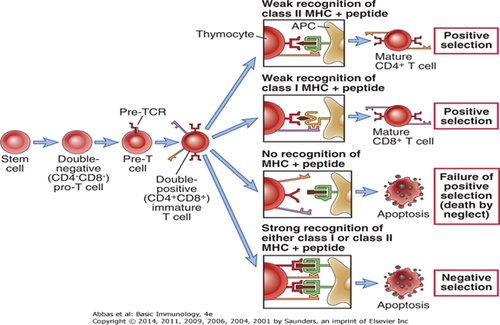 Weak recognition of
class II MHC + peptide
APC
Thymocyte
Mature
CD4+ T cell
Positive
selection
Weak recognition of
class I MHC + peptide
Mature
CD8+ T cell
Positive
selection
Pre-TCR
Stem
cell
Double-
negative
(CD4-CD8-)
pro-T cell
Pre-T
cell
Double-
positive
(CD4+CD8+)
immature
T cell
No recognition of
MHC + peptide
Apoptosis
Failure of
positive
selection
(death by
neglect)
Strong recognition of
either class I or class II
MHC + peptide
Apoptosis
Negative
selection
Abbas et al: Basic Immunology, 4e
Copyright © 2014, 2011, 2009, 2006, 2004, 2001 by Saunders, an imprint of Elsevier Inc